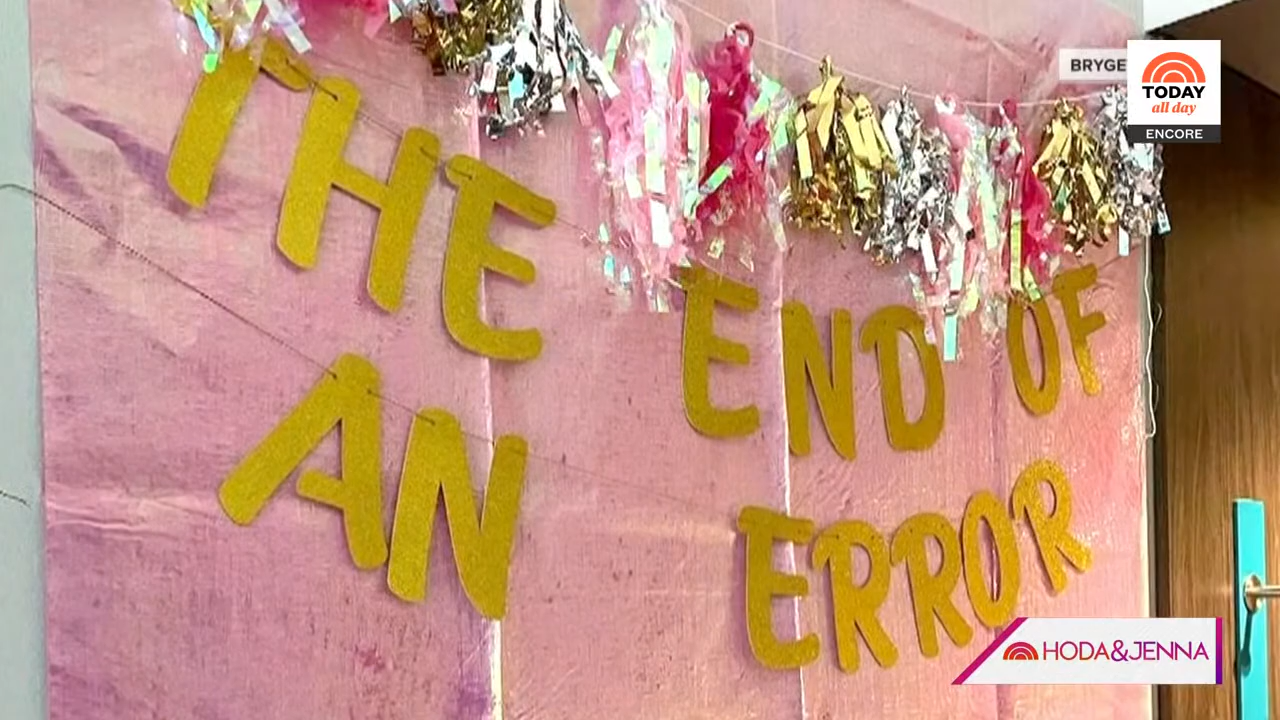 THE END OF
AN ERROR
BRYGE
TODAY
all day
ENCORE
HODA&JENNA